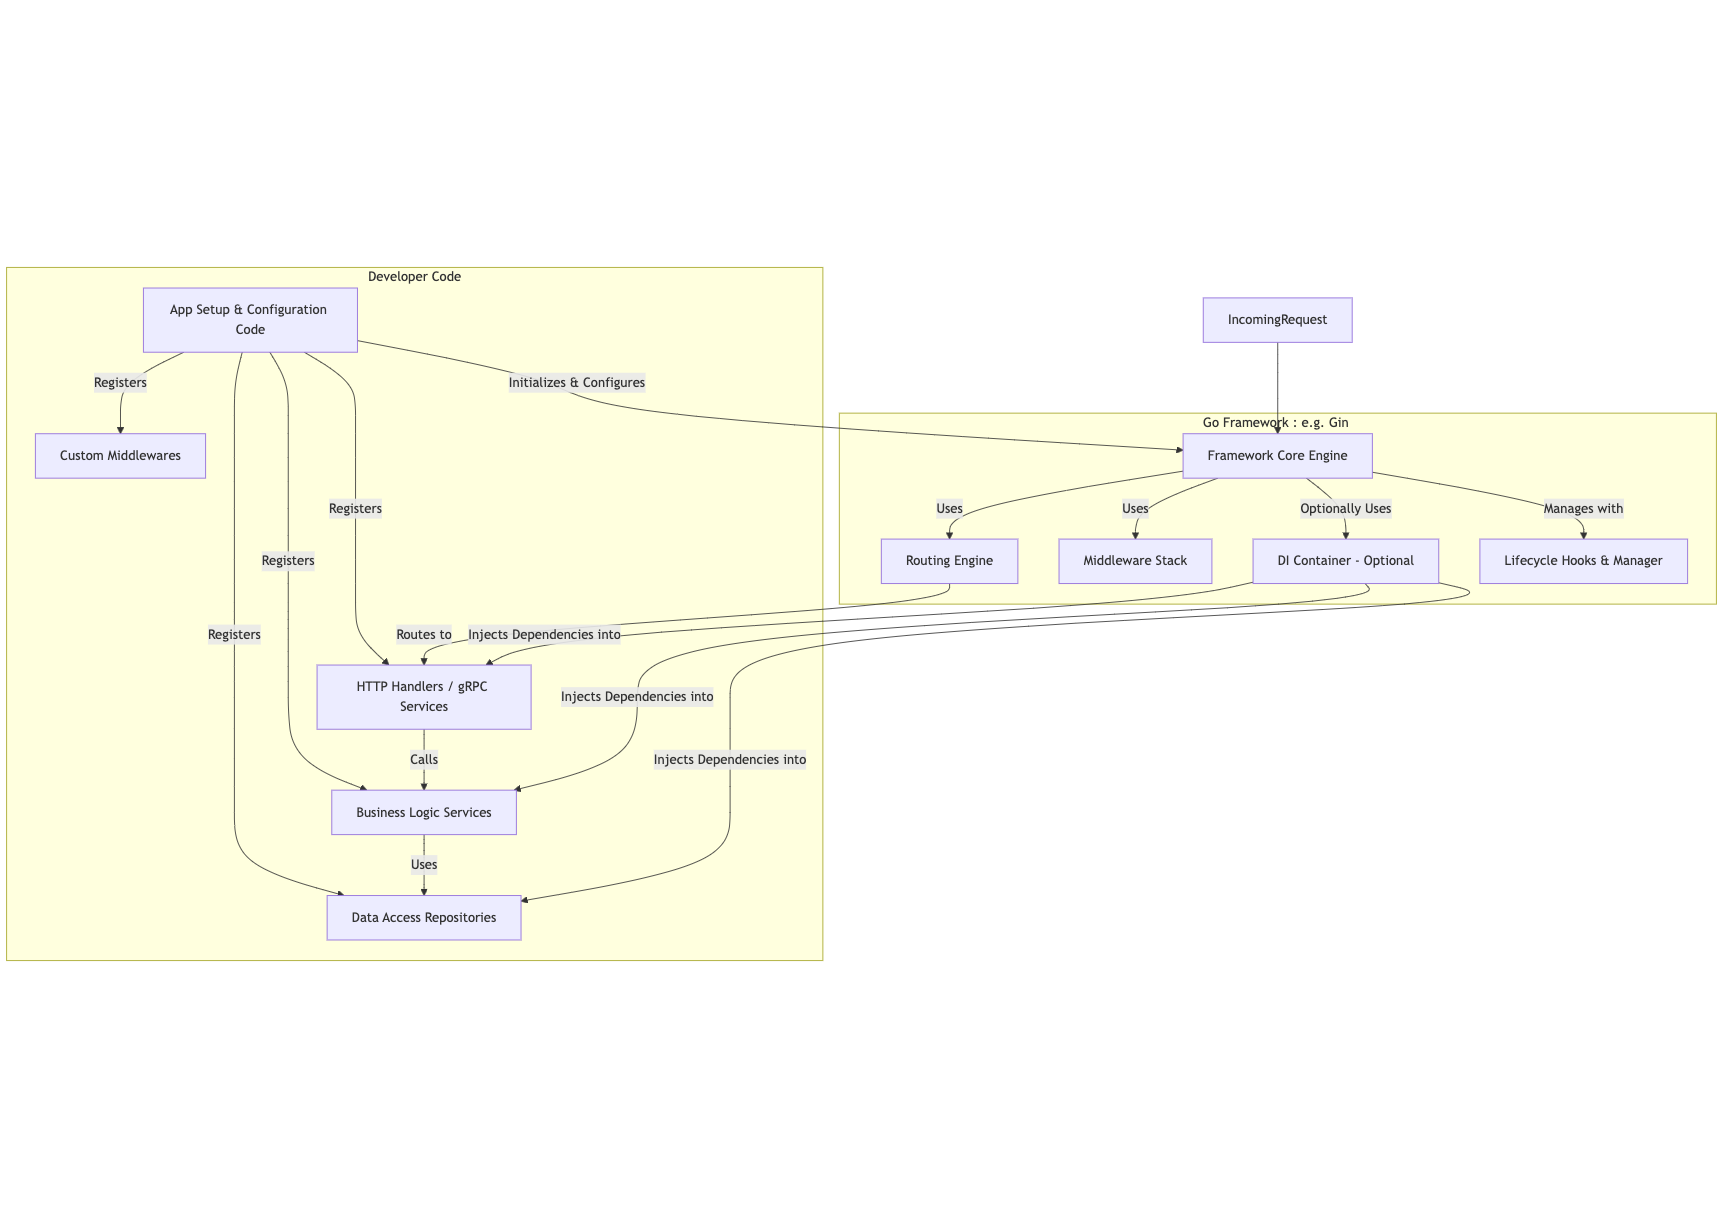 Developer Code
App Setup & Configuration
Code
IncomingRequest
Registers
Initializes & Configures
Go Framework : e.g. Gin
Custom Middlewares
Framework Core Engine
Registers
Uses
Uses
Optionally Uses
Manages with
Registers
Routing Engine
Middleware Stack
DI Container - Optional
Lifecycle Hooks & Manager
Registers
Routes to
Injects Dependencies into
HTTP Handlers / gRPC
Services
Injects Dependencies into
Calls
Injects Dependencies into
Business Logic Services
Uses
Data Access Repositories